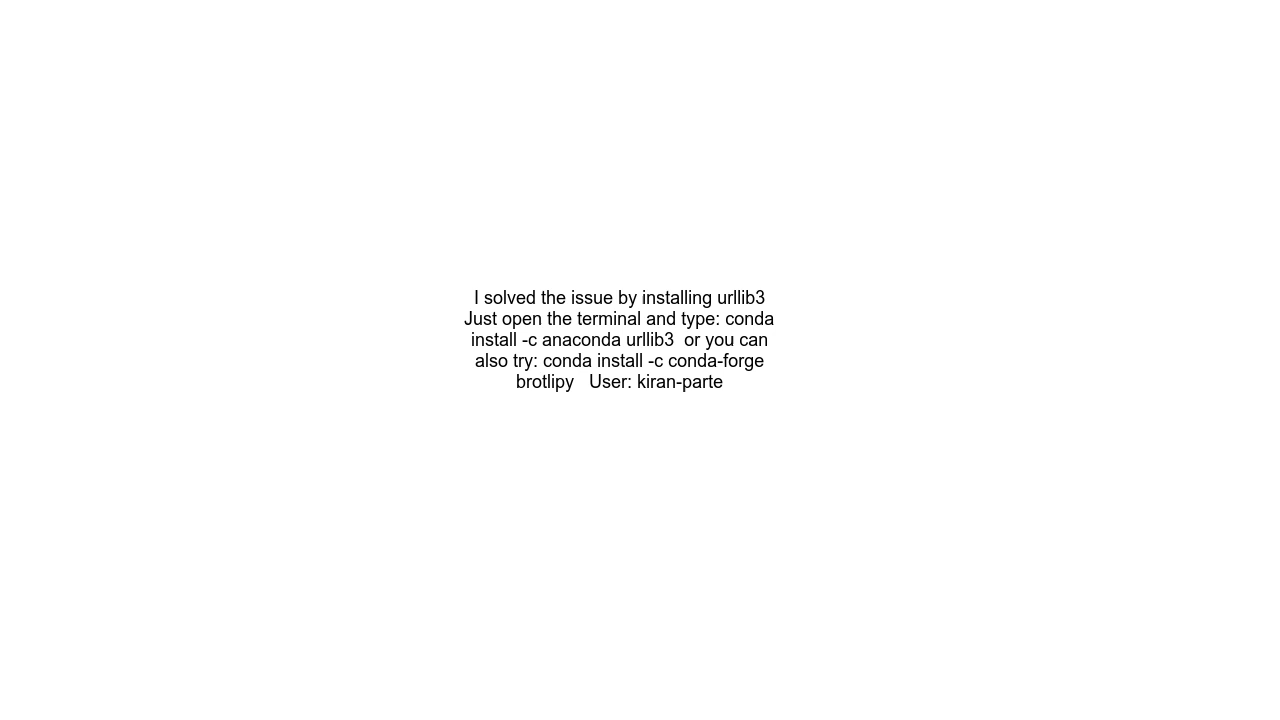 I solved the issue by installing urllib3
Just open the terminal and type: conda
install -c anaconda urllib3  or you can
also try: conda install -c conda-forge
brotlipy   User: kiran-parte